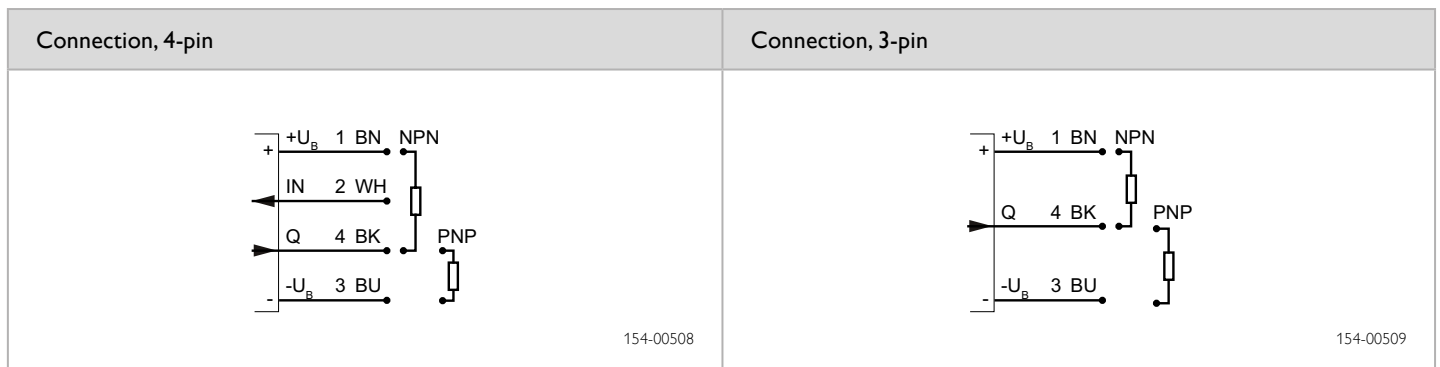 Connection, 4-pin
Connection, 3-pin
+U_B 1 BN NPN
+
IN 2 WH
Q 4 BK PNP
-U_B 3 BU
-
154-00508
+U_B 1 BN NPN
+
Q 4 BK PNP
-U_B 3 BU
-
154-00509